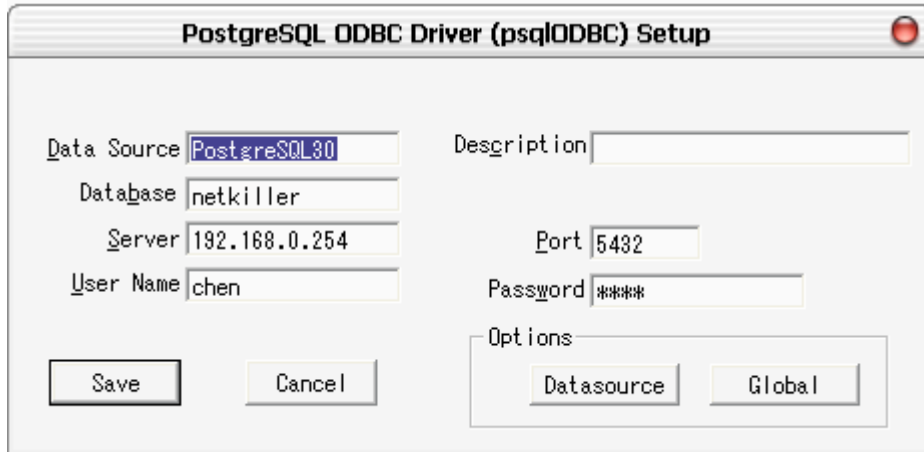 PostgreSQL ODBC Driver (psqlODBC) Setup
Data Source PostgreSQL30 Description
Database netkiller
Server 192.168.0.254 Port 5432
User Name chen Password ****
Options
Save Cancel Datasource Global